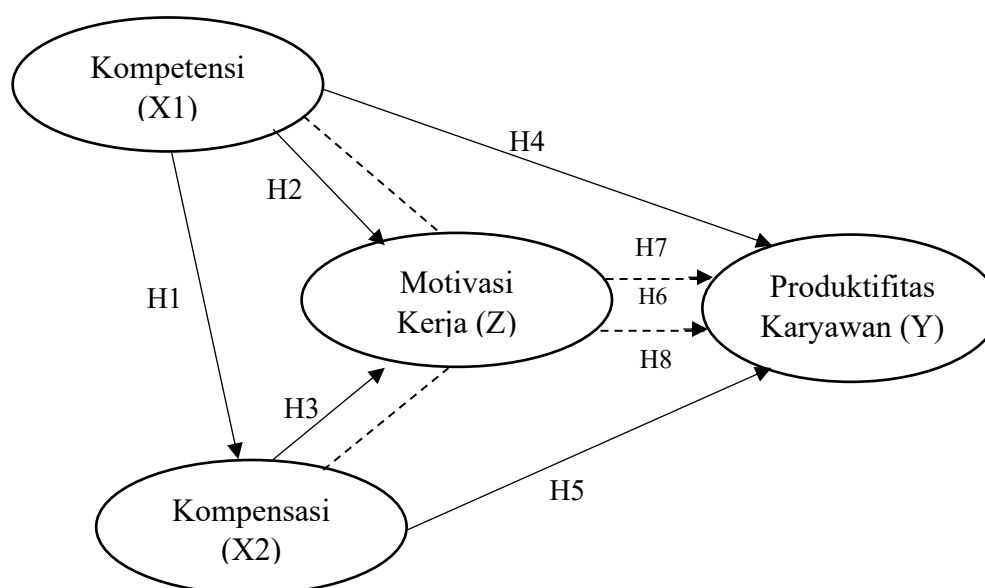 Kompetensi
(X1)
H4
H2
H7
Motivasi
Kerja (Z)
H1
H6
Produktifitas
Karyawan (Y)
H8
H3
H5
Kompensasi
(X2)